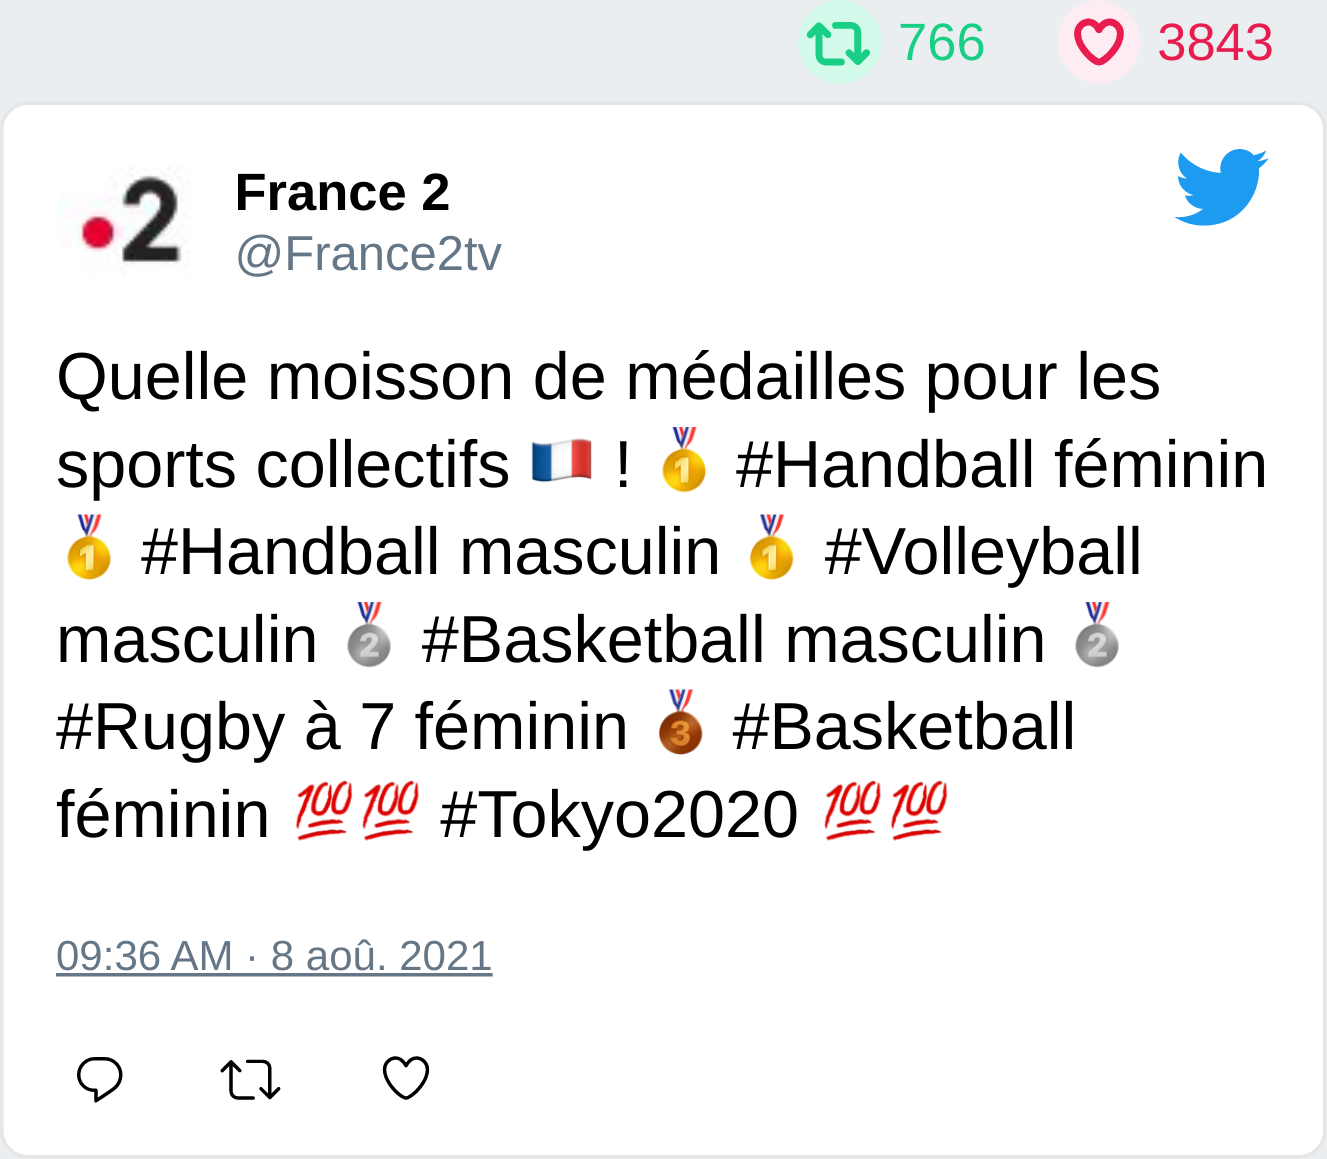 766 3843
2
France 2
@France2tv
Quelle moisson de médailles pour les
sports collectifs 🇫🇷 ! 🥇 #Handball féminin
🥇 #Handball masculin 🥇 #Volleyball
masculin 🥈 #Basketball masculin 🥈
#Rugby à 7 féminin 🥉 #Basketball
féminin 💯💯 #Tokyo2020 💯💯
09:36 AM · 8 aoû. 2021